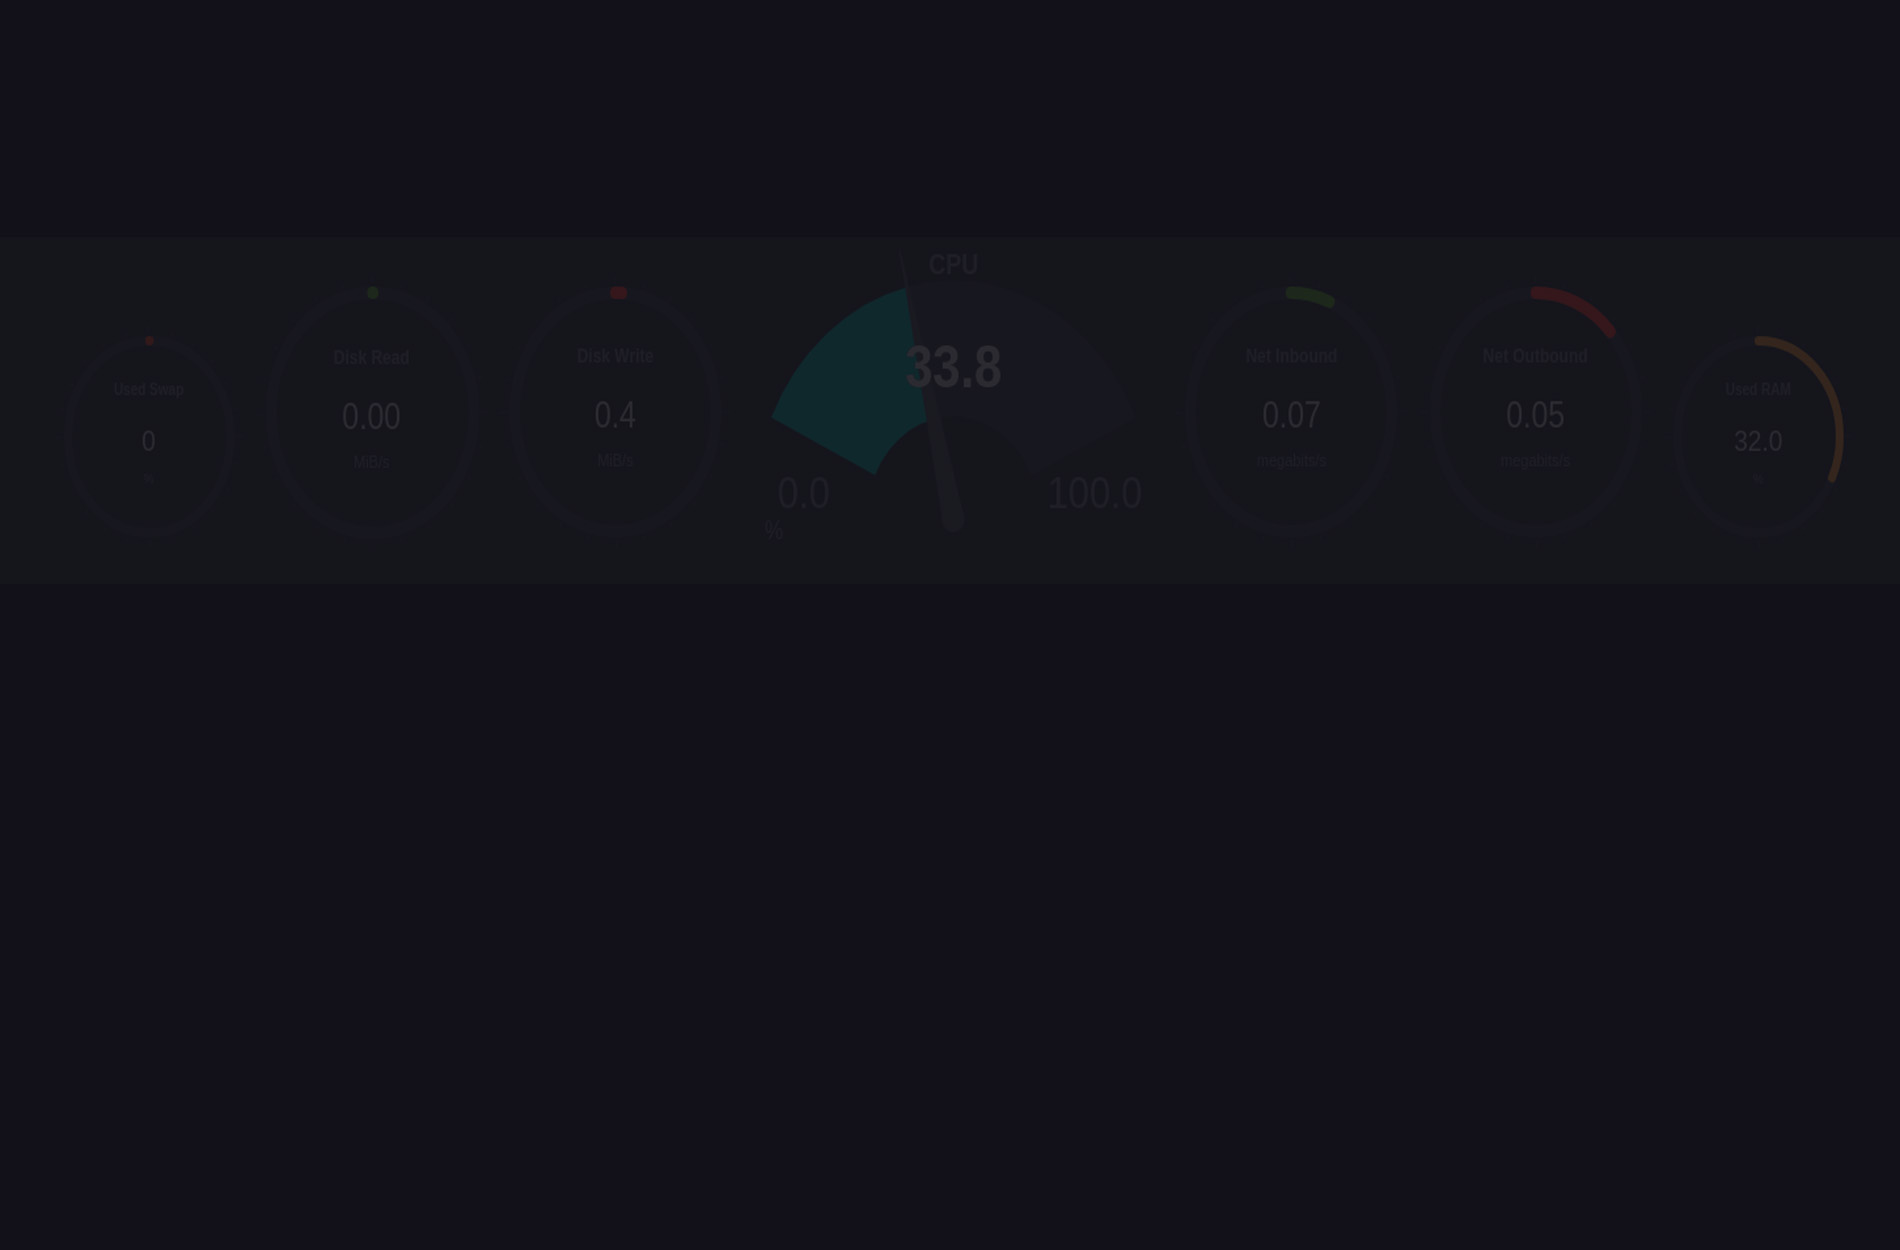 Used Swap
0
%
Disk Read
0.00
MiB/s
Disk Write
0.4
MiB/s
CPU
33.8
0.0
100.0
%
Net Inbound
0.07
megabits/s
Net Outbound
0.05
megabits/s
Used RAM
32.0
%